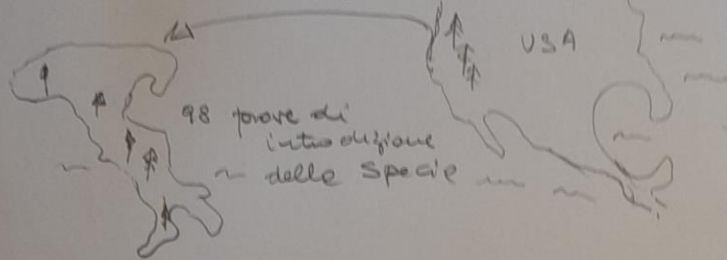 USA
98 prove di
introduzione
delle Specie